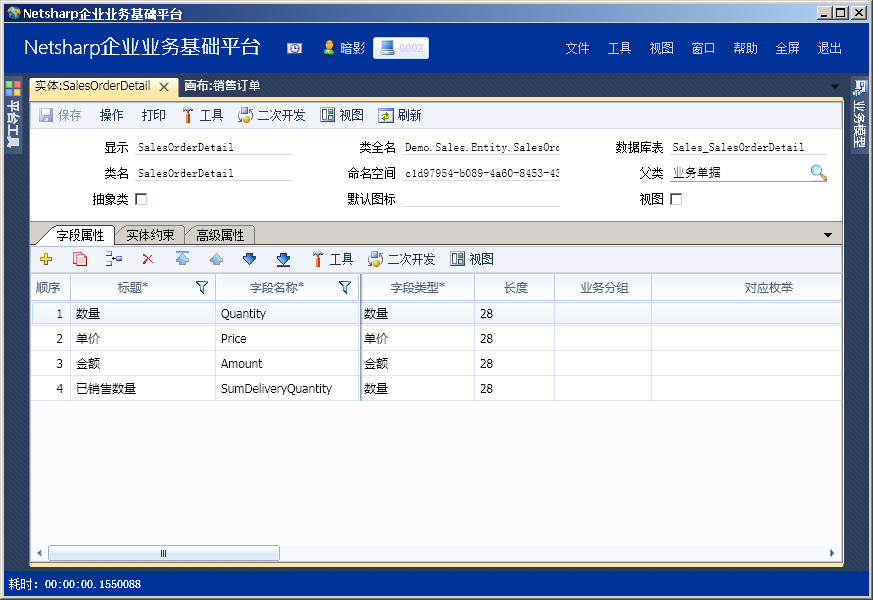 Netsharp企业业务基础平台
Netsharp企业业务基础平台 暗影 0002 文件 工具 视图 窗口 帮助 全屏 退出
平台工具
实体:SalesOrderDetail 画布:销售订单
业务模型
保存 操作 打印 工具 二次开发 视图 刷新
显示 SalesOrderDetail 类全名 Demo.Sales.Entity.SalesOrd 数据库表 Sales_SalesOrderDetail
类名 SalesOrderDetail 命名空间 c1d97954-b089-4a60-8453-43 父类 业务单据
抽象类 默认图标 视图
字段属性 实体约束 高级属性
工具 二次开发 视图
顺序 标题* 字段名称* 字段类型* 长度 业务分组 对应枚举
1 数量 Quantity 数量 28
2 单价 Price 单价 28
3 金额 Amount 金额 28
4 已销售数量 SumDeliveryQuantity 数量 28
耗时: 00:00:00.1550088